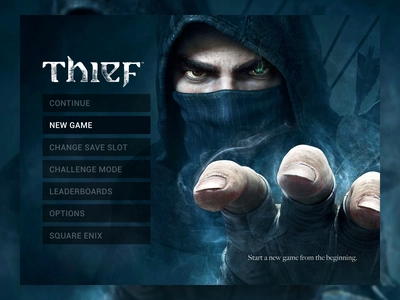 THIEF
CONTINUE
NEW GAME
CHANGE SAVE SLOT
CHALLENGE MODE
LEADERBOARDS
OPTIONS
SQUARE ENIX
Start a new game from the beginning.